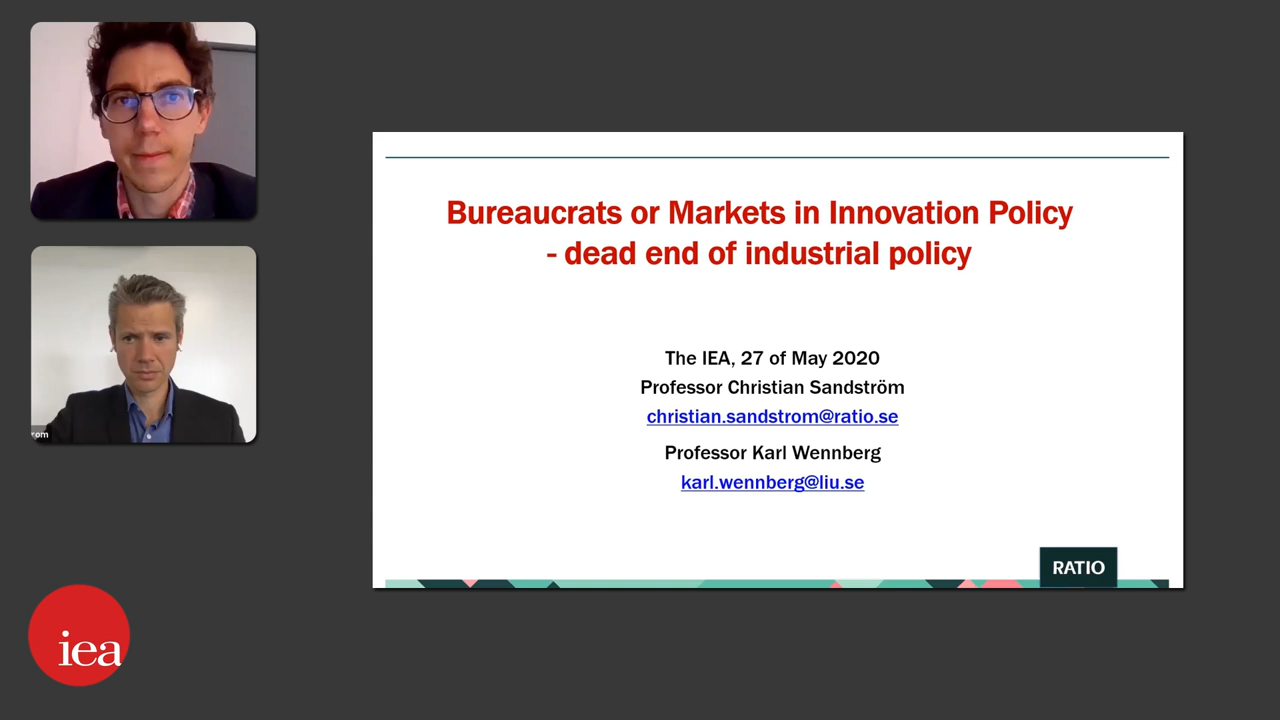 Bureaucrats or Markets in Innovation Policy
- dead end of industrial policy
The IEA, 27 of May 2020
Professor Christian Sandström
christian.sandstrom@ratio.se
Professor Karl Wennberg
karl.wennberg@liu.se
RATIO
rom
iea